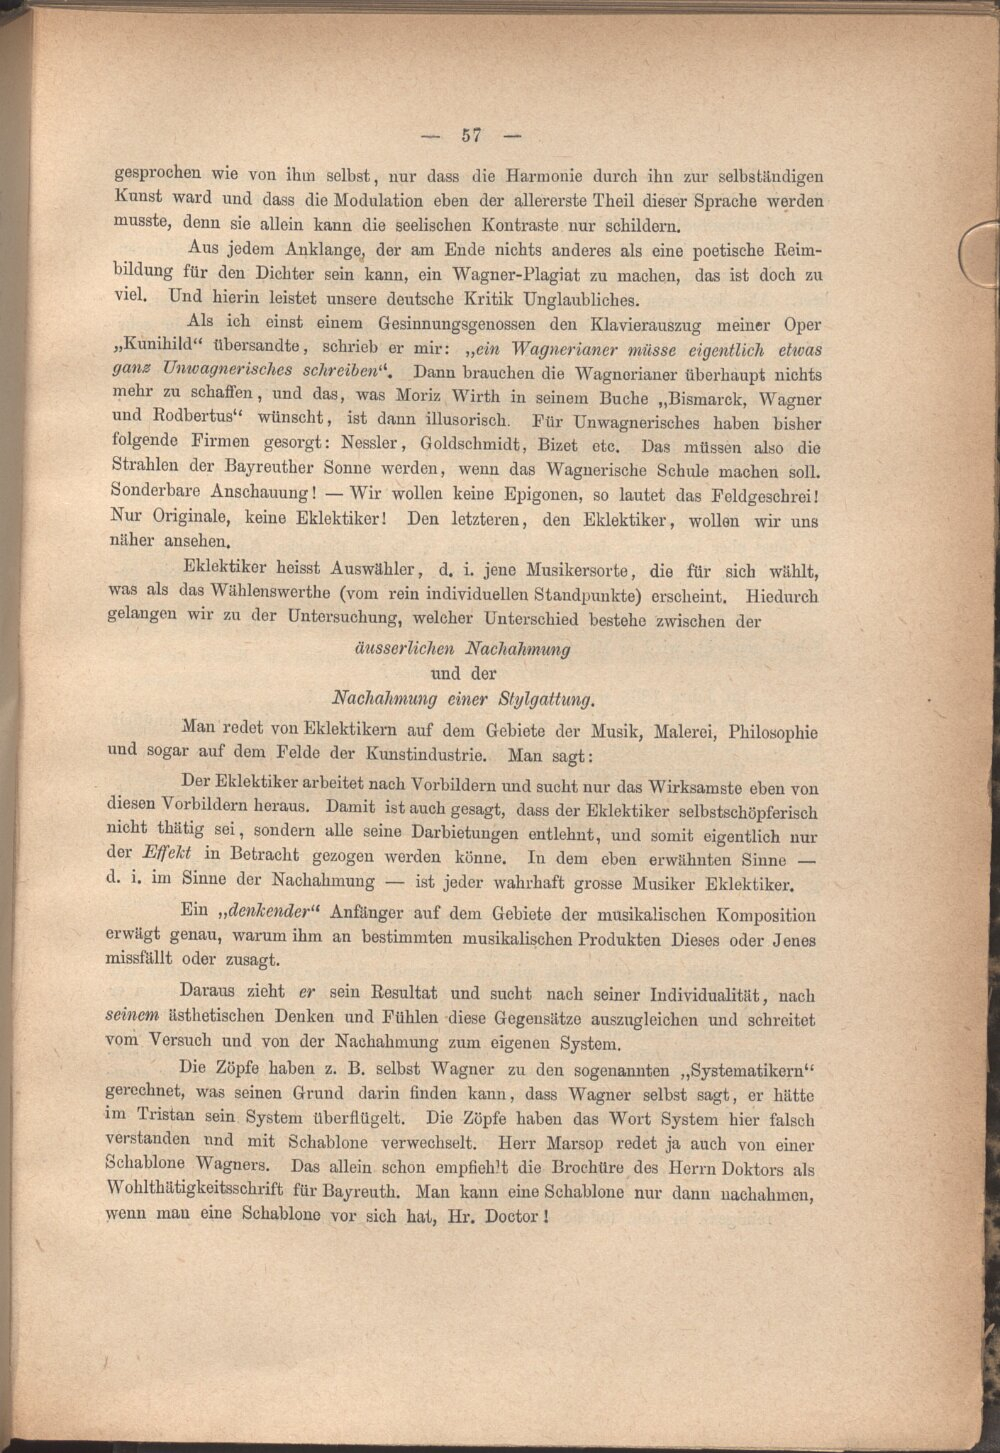 — 57 —
gesprochen wie von ihm selbst, nur dass die Harmonie durch ihn zur selbständigen
Kunst ward und dass die Modulation eben der allererste Theil dieser Sprache werden
musste, denn sie allein kann die seelischen Kontraste nur schildern.
Aus jedem Anklange, der am Ende nichts anderes als eine poetische Reim-
bildung für den Dichter sein kann, ein Wagner-Plagiat zu machen, das ist doch zu
viel. Und hierin leistet unsere deutsche Kritik Unglaubliches.
Als ich einst einem Gesinnungsgenossen den Klavierauszug meiner Oper
„Kunihild“ übersandte, schrieb er mir: „ein Wagnerianer müsse eigentlich etwas
ganz Unwagnerisches schreiben“. Dann brauchen die Wagnerianer überhaupt nichts
mehr zu schaffen, und das, was Moriz Wirth in seinem Buche „Bismarck, Wagner
und Rodbertus“ wünscht, ist dann illusorisch. Für Unwagnerisches haben bisher
folgende Firmen gesorgt: Nessler, Goldschmidt, Bizet etc. Das müssen also die
Strahlen der Bayreuther Sonne werden, wenn das Wagnerische Schule machen soll.
Sonderbare Anschauung! — Wir wollen keine Epigonen, so lautet das Feldgeschrei!
Nur Originale, keine Eklektiker! Den letzteren, den Eklektiker, wollen wir uns
näher ansehen.
Eklektiker heisst Auswähler, d. i. jene Musikersorte, die für sich wählt,
was als das Wählenswerthe (vom rein individuellen Standpunkte) erscheint. Hiedurch
gelangen wir zu der Untersuchung, welcher Unterschied bestehe zwischen der
äusserlichen Nachahmung
und der
Nachahmung einer Stylgattung.
Man redet von Eklektikern auf dem Gebiete der Musik, Malerei, Philosophie
und sogar auf dem Felde der Kunstindustrie. Man sagt:
Der Eklektiker arbeitet nach Vorbildern und sucht nur das Wirksamste eben von
diesen Vorbildern heraus. Damit ist auch gesagt, dass der Eklektiker selbstschöpferisch
nicht thätig sei, sondern alle seine Darbietungen entlehnt, und somit eigentlich nur
der Effekt in Betracht gezogen werden könne. In dem eben erwähnten Sinne —
d. i. im Sinne der Nachahmung — ist jeder wahrhaft grosse Musiker Eklektiker.
Ein „denkender“ Anfänger auf dem Gebiete der musikalischen Komposition
erwägt genau, warum ihm an bestimmten musikalischen Produkten Dieses oder Jenes
missfällt oder zusagt.
Daraus zieht er sein Resultat und sucht nach seiner Individualität, nach
seinem ästhetischen Denken und Fühlen diese Gegensätze auszugleichen und schreitet
vom Versuch und von der Nachahmung zum eigenen System.
Die Zöpfe haben z. B. selbst Wagner zu den sogenannten „Systematikern“
gerechnet, was seinen Grund darin finden kann, dass Wagner selbst sagt, er hätte
im Tristan sein System überflügelt. Die Zöpfe haben das Wort System hier falsch
verstanden und mit Schablone verwechselt. Herr Marsop redet ja auch von einer
Schablone Wagners. Das allein schon empfiehlt die Brochüre des Herrn Doktors als
Wohlthätigkeitsschrift für Bayreuth. Man kann eine Schablone nur dann nachahmen,
wenn man eine Schablone vor sich hat, Hr. Doctor!